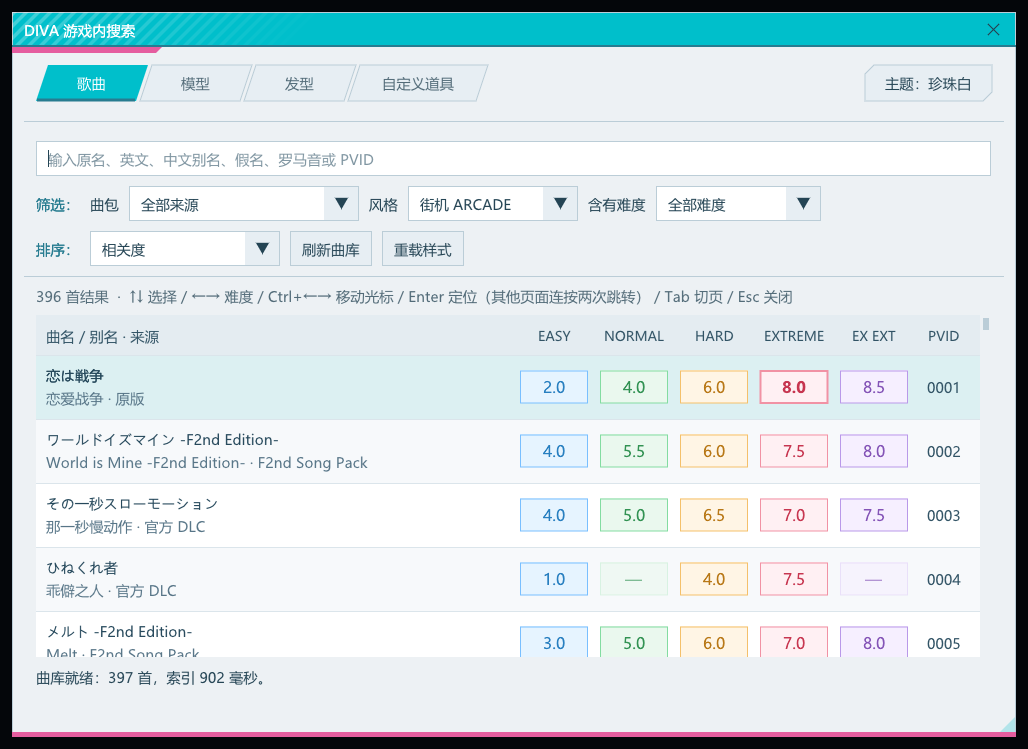 DIVA 游戏内搜索
歌曲 模型 发型 自定义道具 主题：珍珠白
输入原名、英文、中文别名、假名、罗马音或 PVID
筛选： 曲包 全部来源 ▼ 风格 街机 ARCADE ▼ 含有难度 全部难度 ▼
排序： 相关度 ▼ 刷新曲库 重载样式
396 首结果 · ↑↓ 选择 / ←→ 难度 / Ctrl+←→ 移动光标 / Enter 定位（其他页面连按两次跳转） / Tab 切页 / Esc 关闭
曲名 / 别名 · 来源 EASY NORMAL HARD EXTREME EX EXT PVID
恋は戦争
恋爱战争 · 原版
2.0 4.0 6.0 8.0 8.5 0001
ワールドイズマイン -F2nd Edition-
World is Mine -F2nd Edition- · F2nd Song Pack
4.0 5.5 6.0 7.5 8.0 0002
その一秒スローモーション
那一秒慢动作 · 官方 DLC
4.0 5.0 6.5 7.0 7.5 0003
ひねくれ者
乖僻之人 · 官方 DLC
1.0 — 4.0 7.5 — 0004
メルト -F2nd Edition-
Melt · F2nd Song Pack
3.0 5.0 6.0 7.0 8.0 0005
曲库就绪：397 首，索引 902 毫秒。